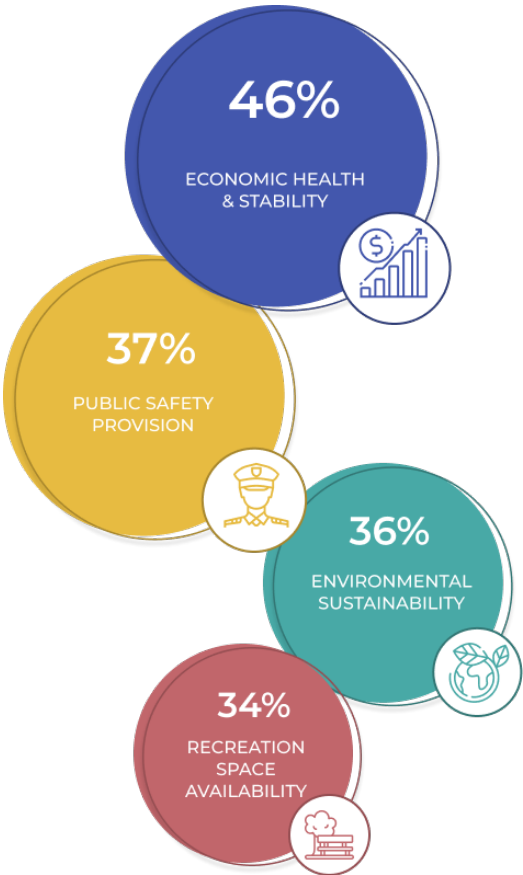 46%
ECONOMIC HEALTH
& STABILITY
$
37%
PUBLIC SAFETY
PROVISION
36%
ENVIRONMENTAL
SUSTAINABILITY
34%
RECREATION
SPACE
AVAILABILITY